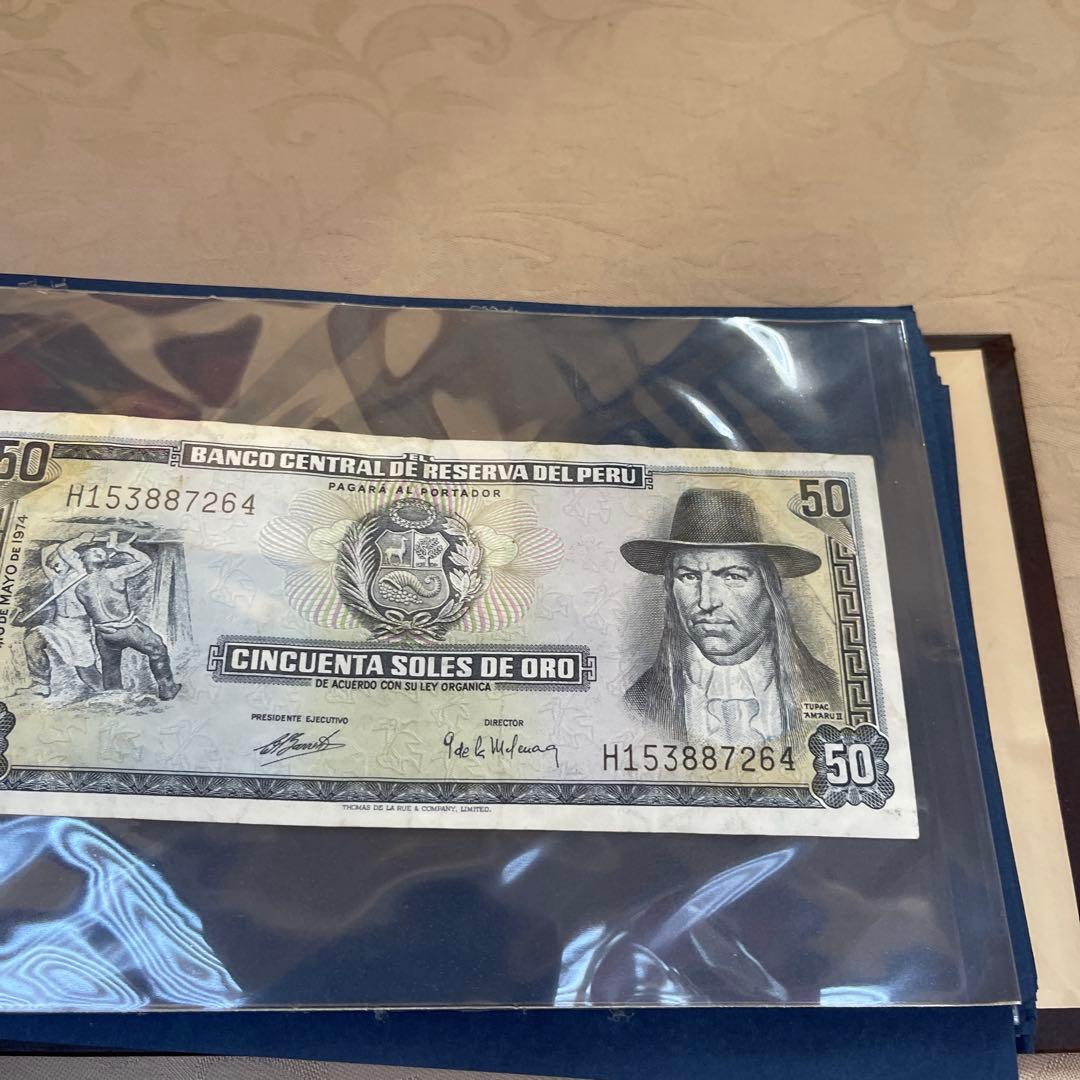 50
EL
BANCO CENTRAL DE RESERVA DEL PERÚ
PAGARÁ AL PORTADOR
H153887264
50
DE MAYO DE 1974
CINCUENTA SOLES DE ORO
DE ACUERDO CON SU LEY ORGANICA
PRESIDENTE EJECUTIVO
DIRECTOR
TUPAC
AMARU II
H153887264
50
THOMAS DE LA RUE & COMPANY, LIMITED.